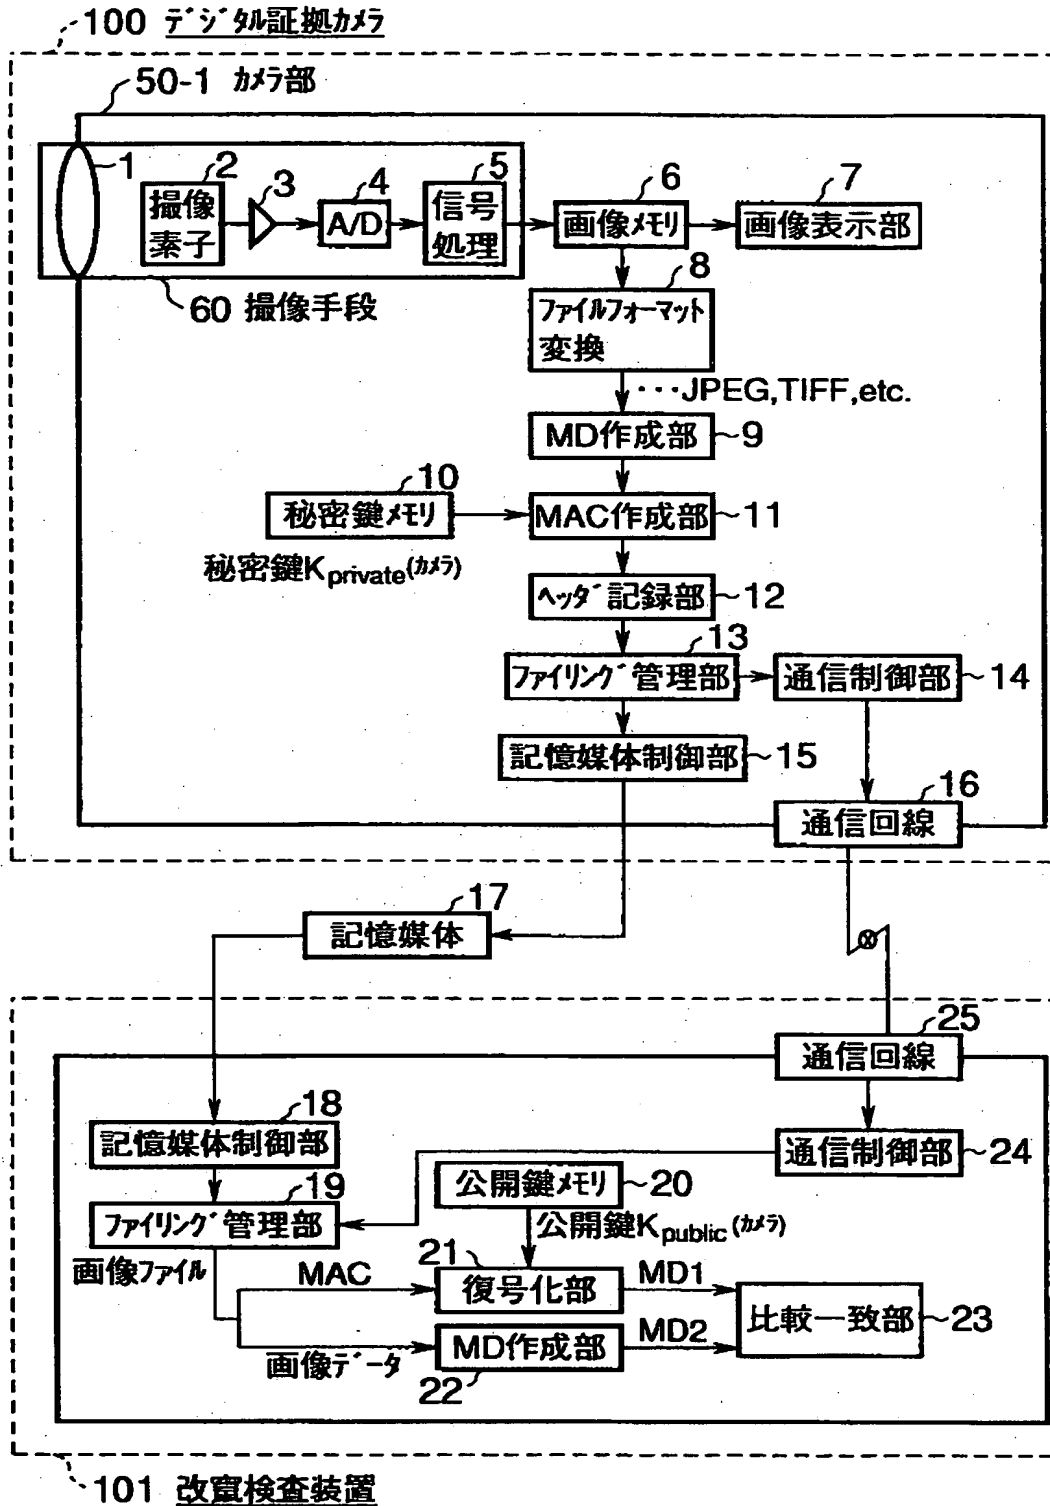 100 デジタル証拠カメラ
50-1 カメラ部
1
2
撮像
素子
3
4
A/D
5
信号
処理
6
画像メモリ
7
画像表示部
60 撮像手段
8
ファイルフォーマット
変換
･･･JPEG,TIFF,etc.
MD作成部
9
10
秘密鍵メモリ
秘密鍵Kprivate(カメラ)
MAC作成部
11
ヘッダ記録部
12
13
ファイリング管理部
通信制御部
14
記憶媒体制御部
15
16
通信回線
17
記憶媒体
25
通信回線
18
記憶媒体制御部
通信制御部
24
19
ファイリング管理部
公開鍵メモリ
20
公開鍵Kpublic(カメラ)
画像ファイル
MAC
21
復号化部
MD1
比較一致部
23
画像データ
MD作成部
22
MD2
101 改竄検査装置